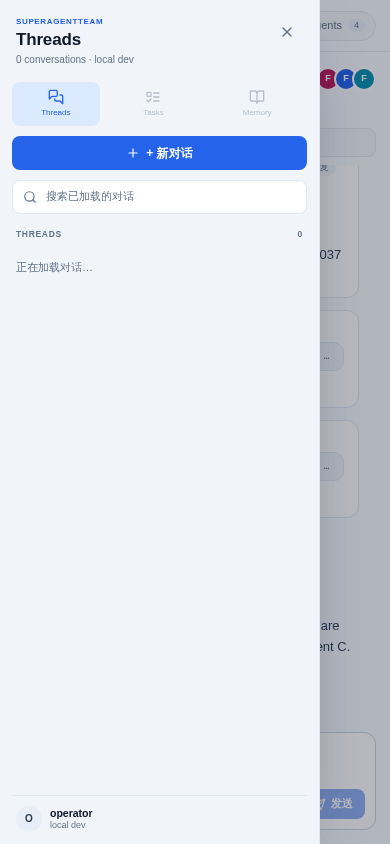 SUPERAGENTTEAM
Threads
0 conversations · local dev
ents 4
F F F
Threads Tasks Memory
+ 新对话
搜索已加载的对话
THREADS 0
037
正在加载对话…
...
...
are
ent C.
发送
O operator
local dev